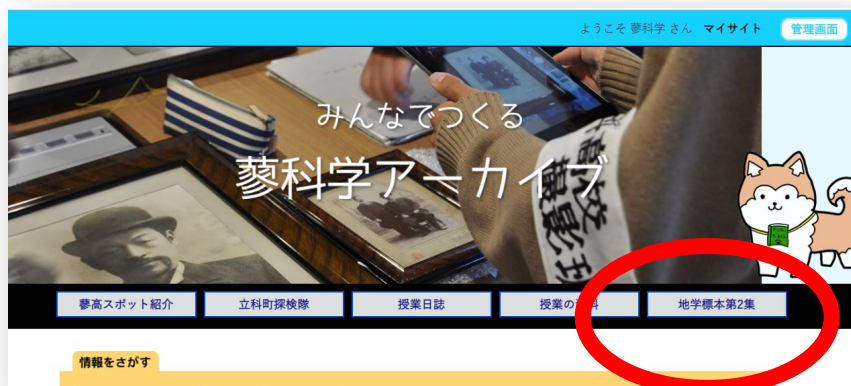 ようこそ 蓼科学 さん マイサイト 管理画面
みんなでつくる
蓼科学アーカイブ
蓼高スポット紹介 立科町探検隊 授業日誌 授業の 地学標本第2集
情報をさがす